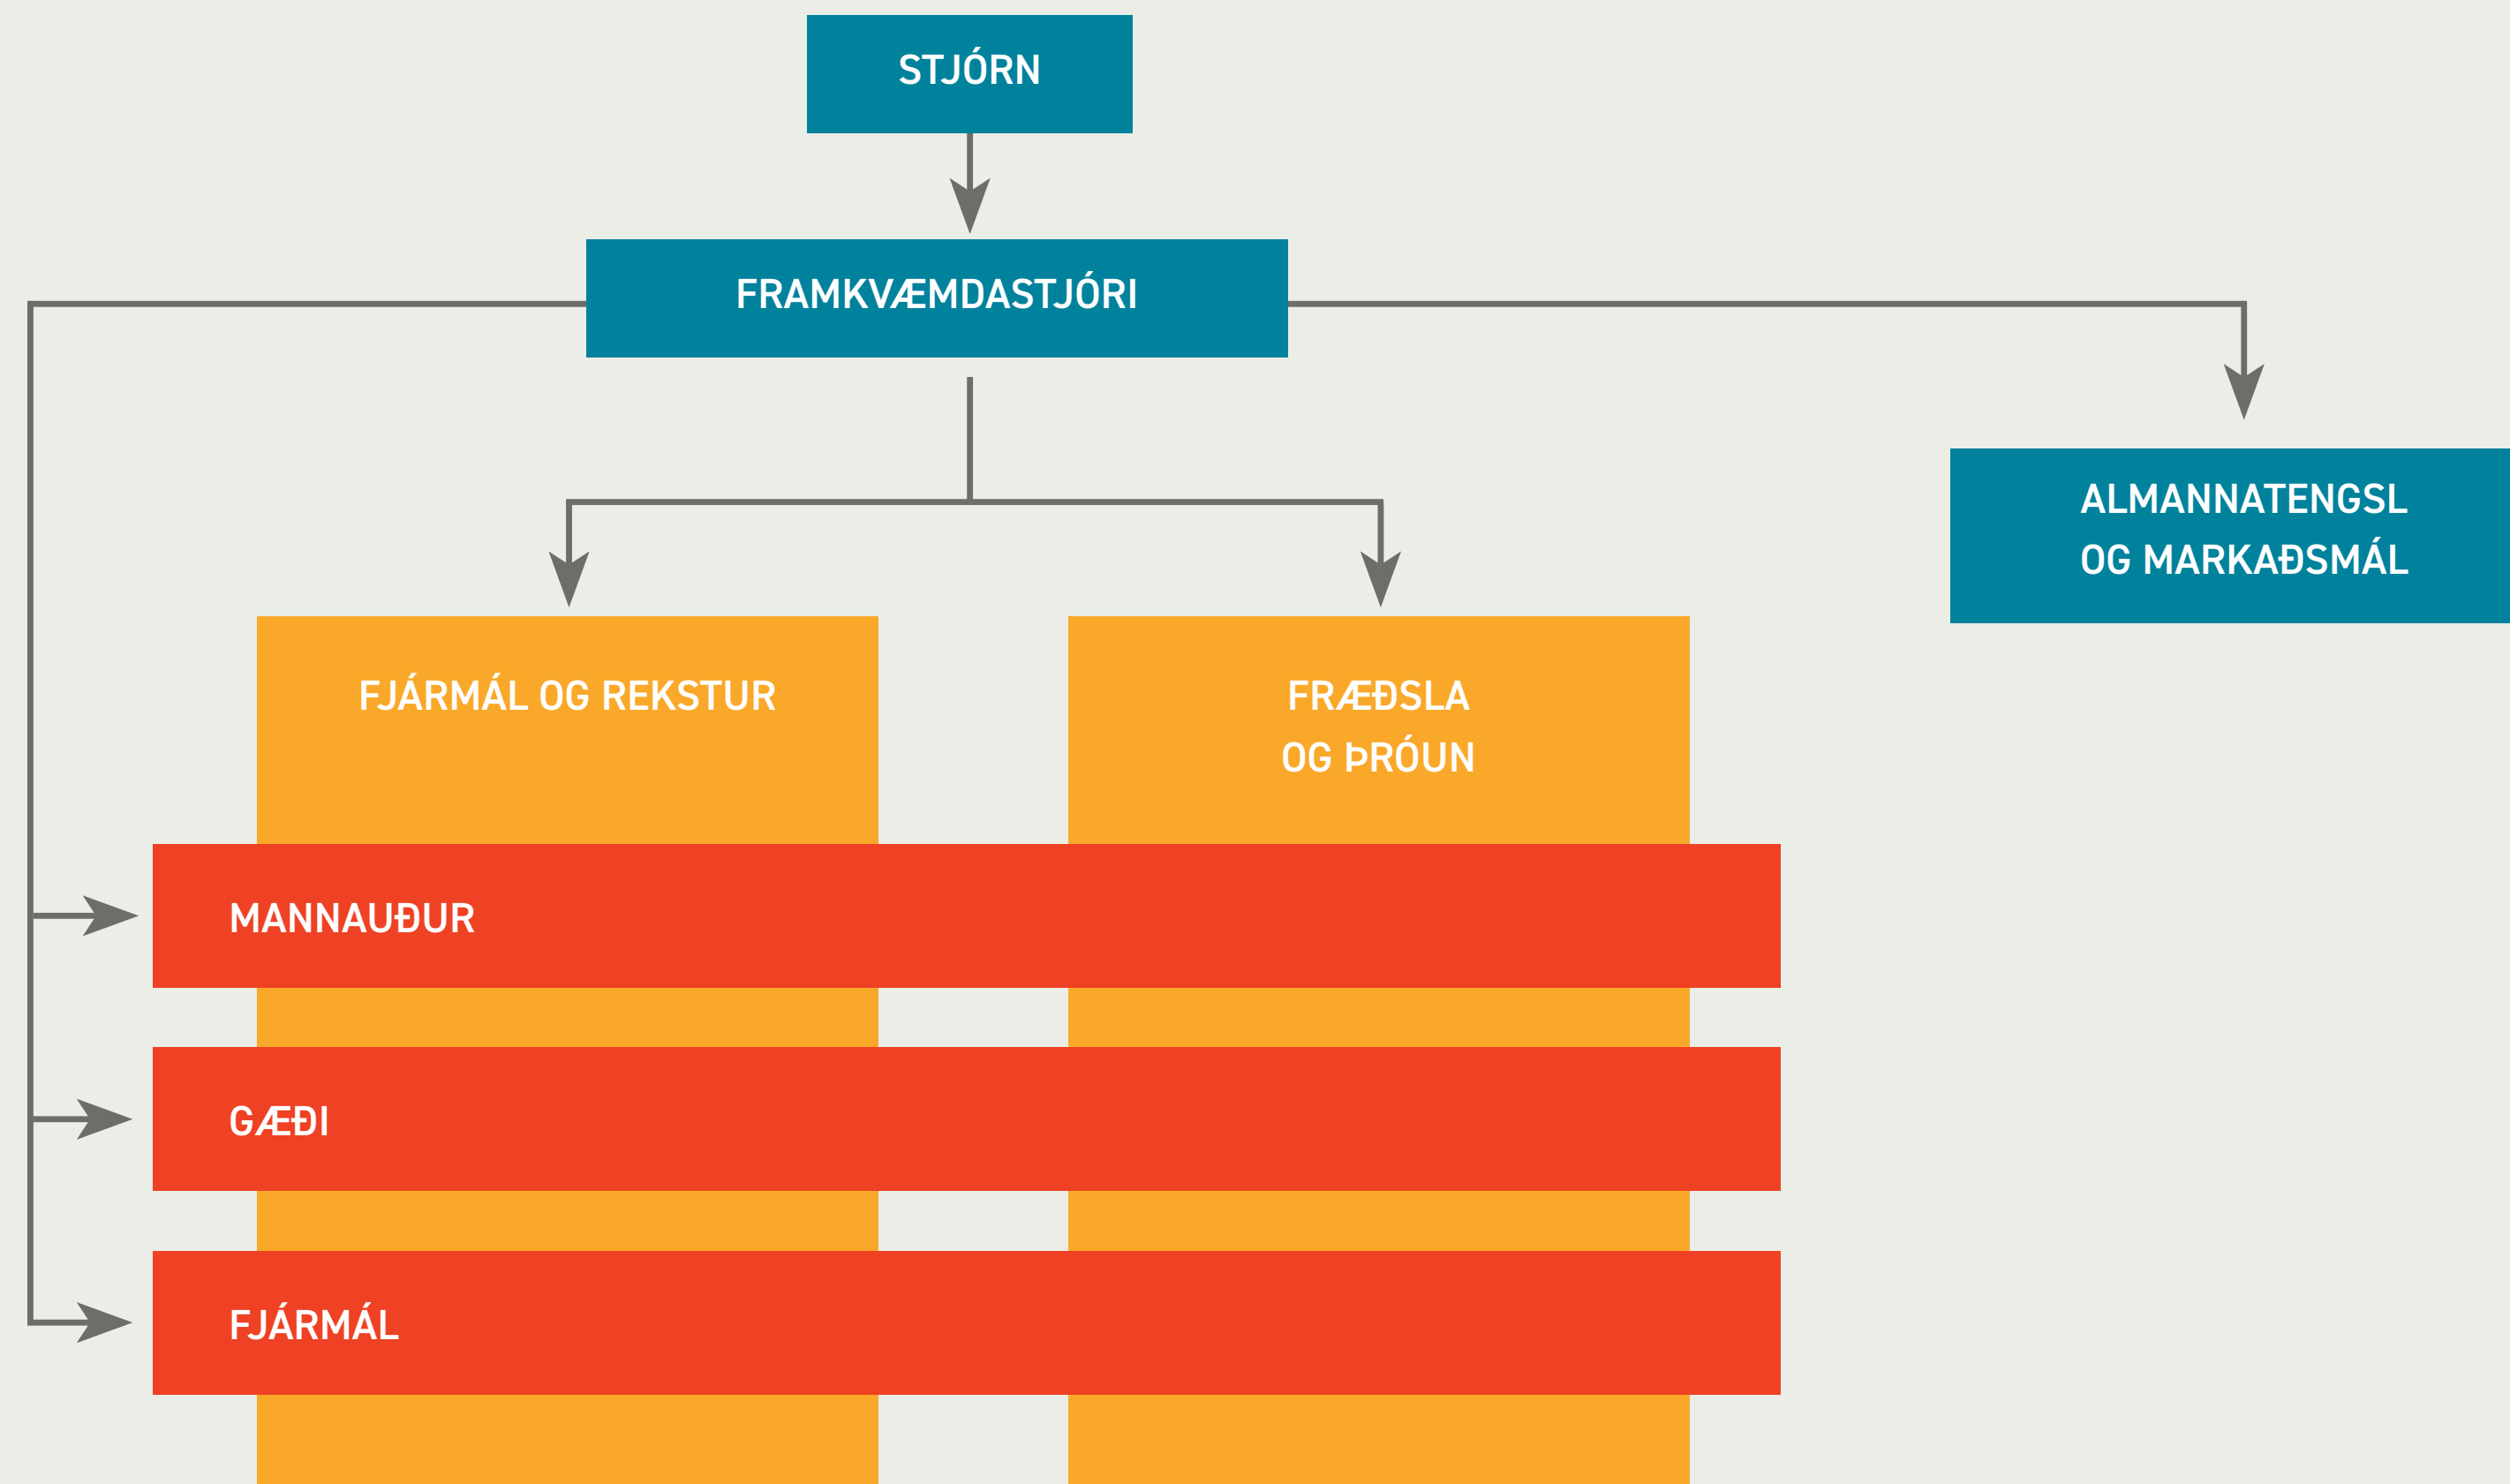 STJÓRN
FRAMKVÆMDASTJÓRI
ALMANNATENGSL
OG MARKAÐSMÁL
FJÁRMÁL OG REKSTUR
FRÆÐSLA
OG ÞRÓUN
MANNAUÐUR
GÆÐI
FJÁRMÁL